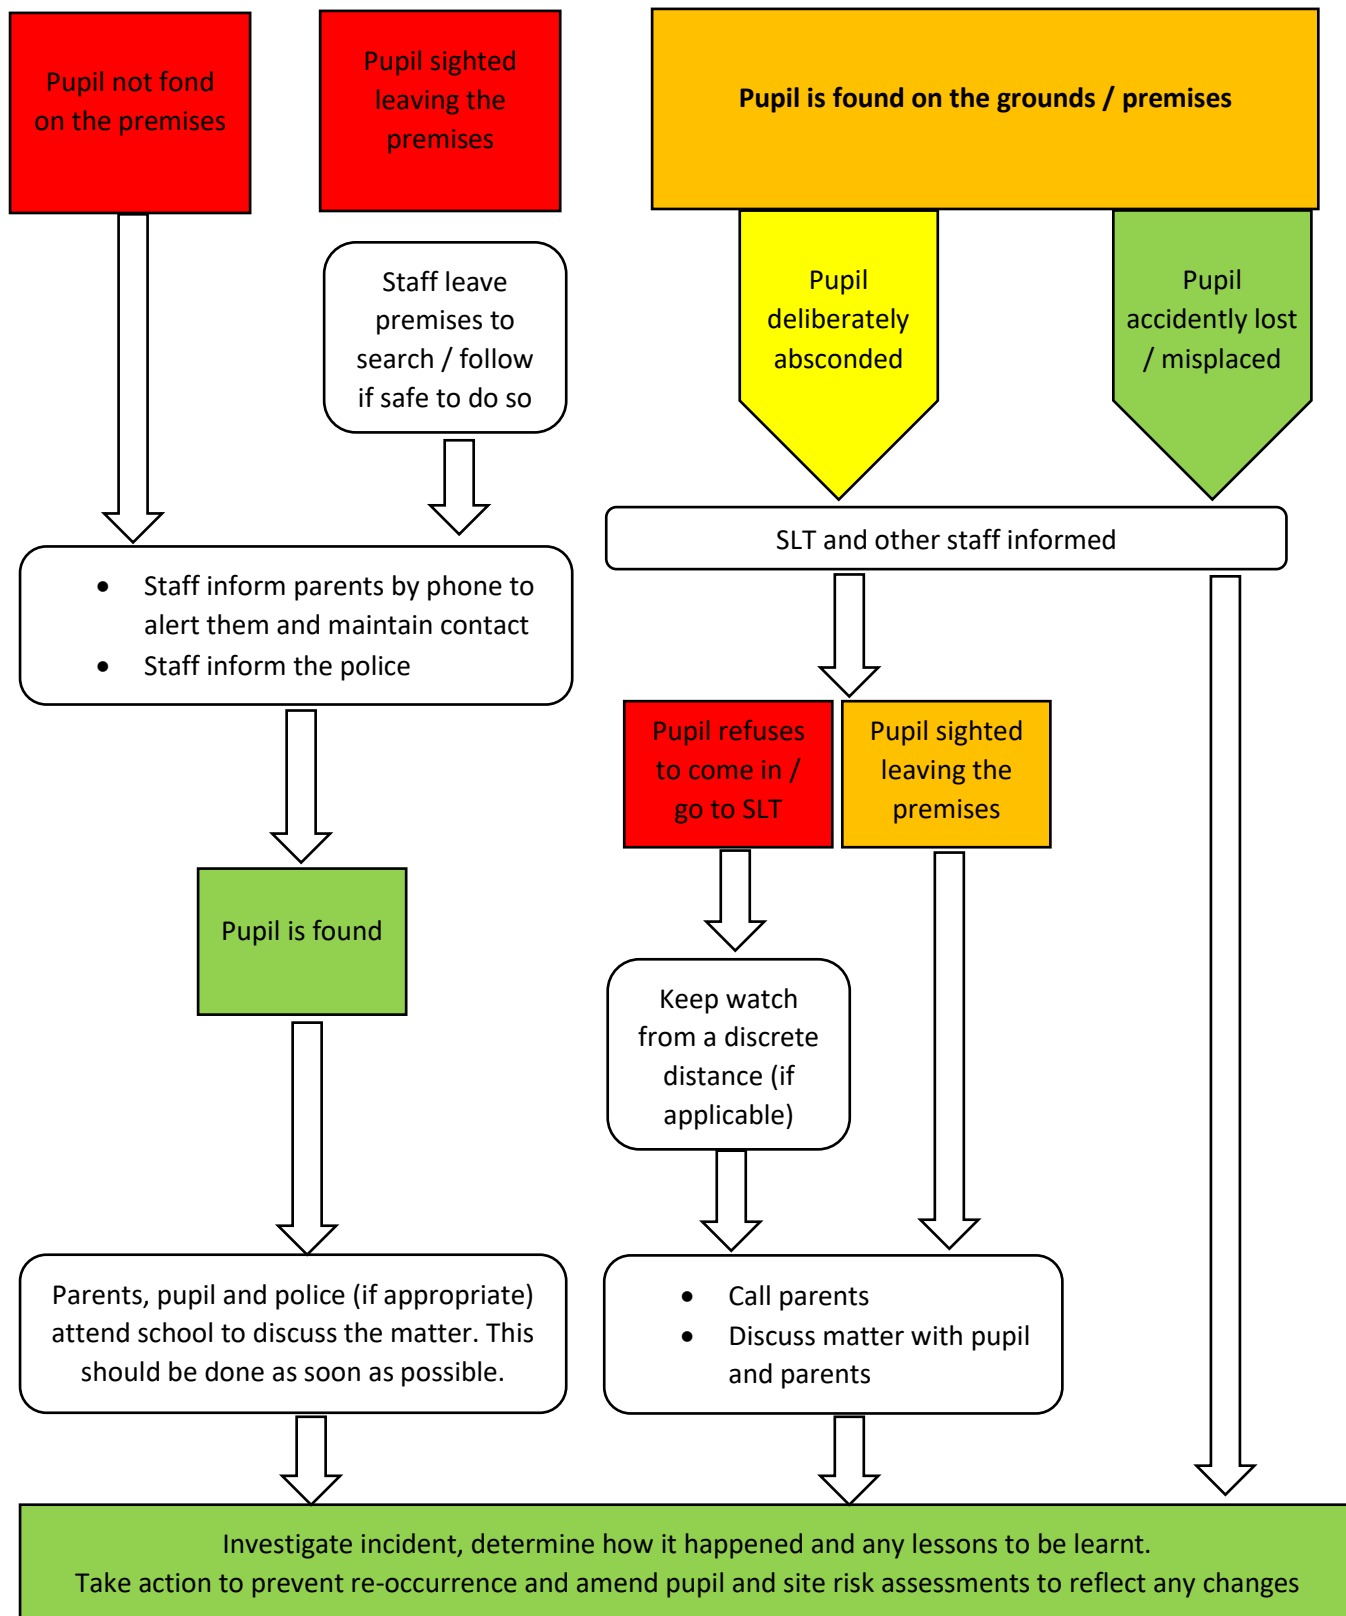 Pupil not fond
on the premises
Pupil sighted
leaving the
premises
Pupil is found on the grounds / premises
Staff leave
premises to
search / follow
if safe to do so
Pupil
deliberately
absconded
Pupil
accidently lost
/ misplaced
SLT and other staff informed
• Staff inform parents by phone to
alert them and maintain contact
• Staff inform the police
Pupil refuses
to come in /
go to SLT
Pupil sighted
leaving the
premises
Pupil is found
Keep watch
from a discrete
distance (if
applicable)
Parents, pupil and police (if appropriate)
attend school to discuss the matter. This
should be done as soon as possible.
• Call parents
• Discuss matter with pupil
and parents
Investigate incident, determine how it happened and any lessons to be learnt.
Take action to prevent re-occurrence and amend pupil and site risk assessments to reflect any changes